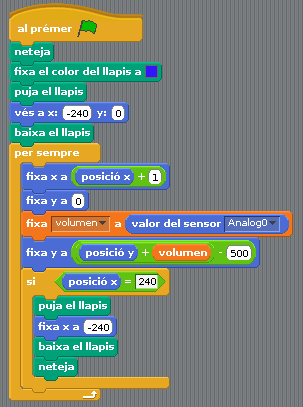 al prémer
neteja
fixa el color del llapis a
puja el llapis
vés a x: -240 y: 0
baixa el llapis
per sempre
fixa x a posició x + 1
fixa y a 0
fixa volumen a valor del sensor Analog0
fixa y a posició y + volumen - 500
si posició x = 240
puja el llapis
fixa x a -240
baixa el llapis
neteja